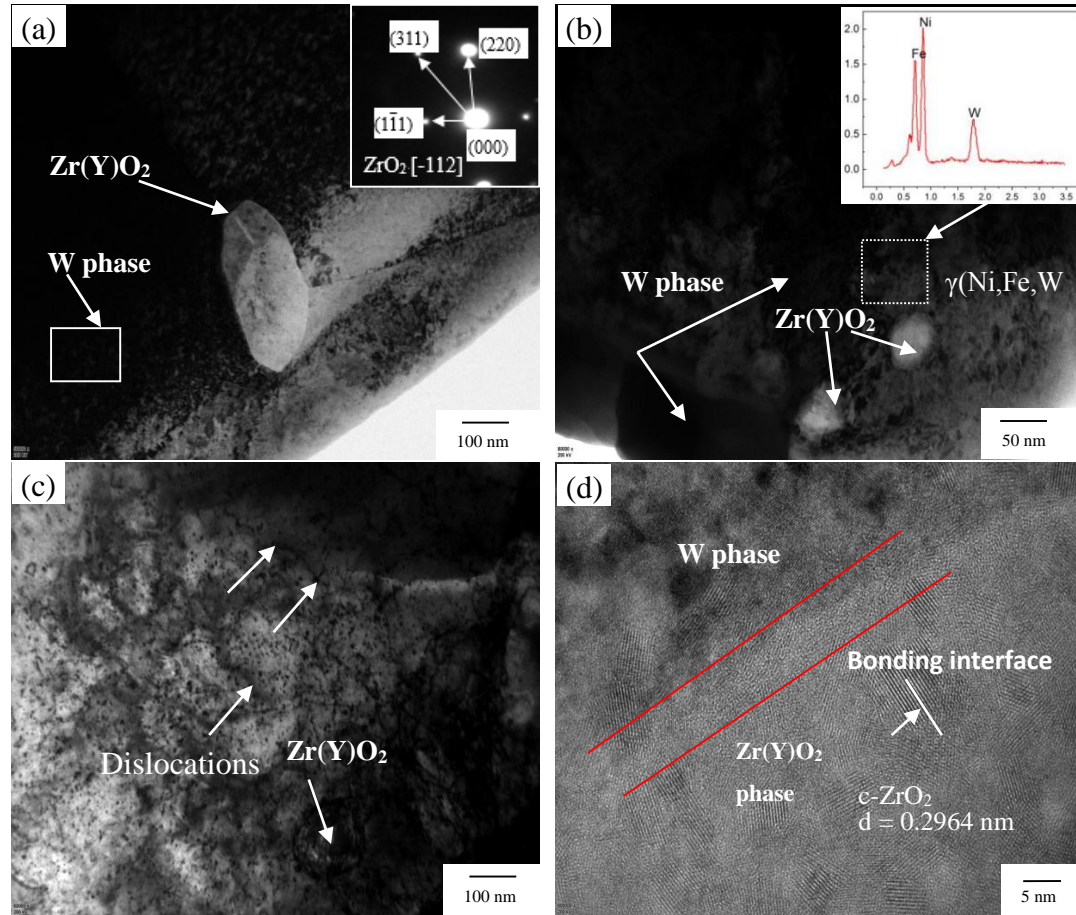 (a)
(311)
(220)
(11̄1)
(000)
ZrO₂ [-112]
Zr(Y)O₂
W phase
100 nm
(b)
Ni
Fe
W
2.0
1.5
1.0
0.5
0.0
0.0 0.5 1.0 1.5 2.0 2.5 3.0 3.5
W phase
γ(Ni,Fe,W
Zr(Y)O₂
50 nm
(c)
Dislocations
Zr(Y)O₂
100 nm
(d)
W phase
Bonding interface
Zr(Y)O₂
phase
c-ZrO₂
d = 0.2964 nm
5 nm